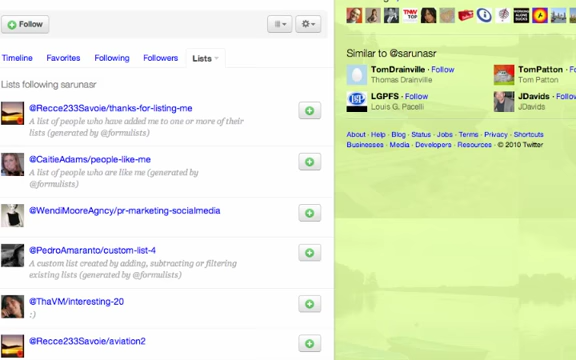 Follow
Timeline Favorites Following Followers Lists
Lists following sarunasr
@Recce233Savoie/thanks-for-listing-me
A list of people who have added me to one or more of their
lists (generated by @formulists)
@CaitieAdams/people-like-me
A list of people who are like me (generated by
@formulists)
@WendiMooreAgncy/pr-marketing-socialmedia
@PedroAmaranto/custom-list-4
A custom list created by adding, subtracting or filtering
existing lists (generated by @formulists)
@ThaVM/interesting-20
:)
@Recce233Savoie/aviation2
Similar to @sarunasr
TomDrainville · Follow
Thomas Drainville
TomPatton · Follow
Tom Patton
LGPFS · Follow
Louis G. Pacelli
JDavids · Follow
JDavids
About · Help · Blog · Status · Jobs · Terms · Privacy · Shortcuts
Businesses · Media · Developers · Resources · © 2010 Twitter